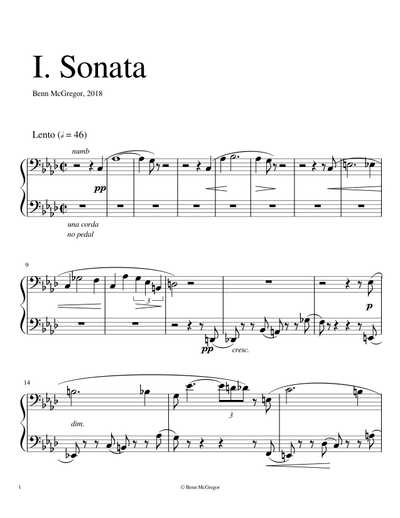 I. Sonata
Benn McGregor, 2018
Lento (𝅗𝅥 = 46)
numb
pp
una corda
no pedal
9
3
p
pp
cresc.
14
dim.
3
1
© Benn McGregor